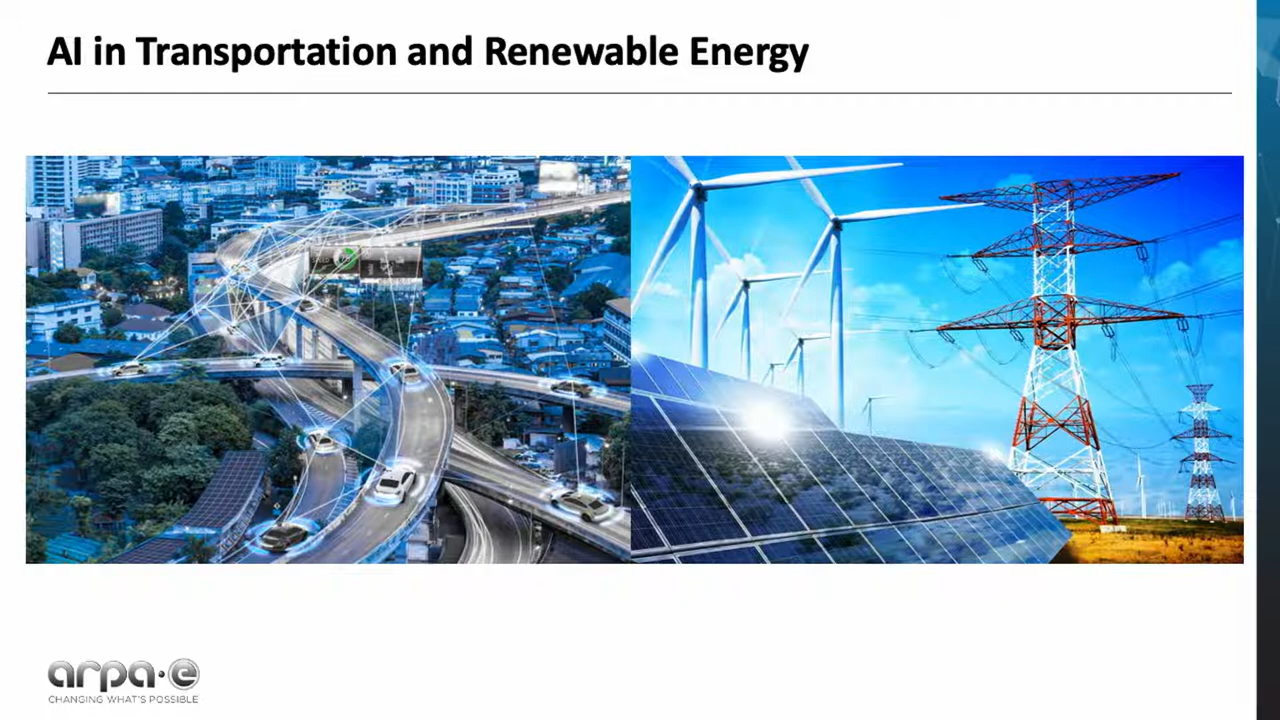 AI in Transportation and Renewable Energy
arpa·e
CHANGING WHAT'S POSSIBLE